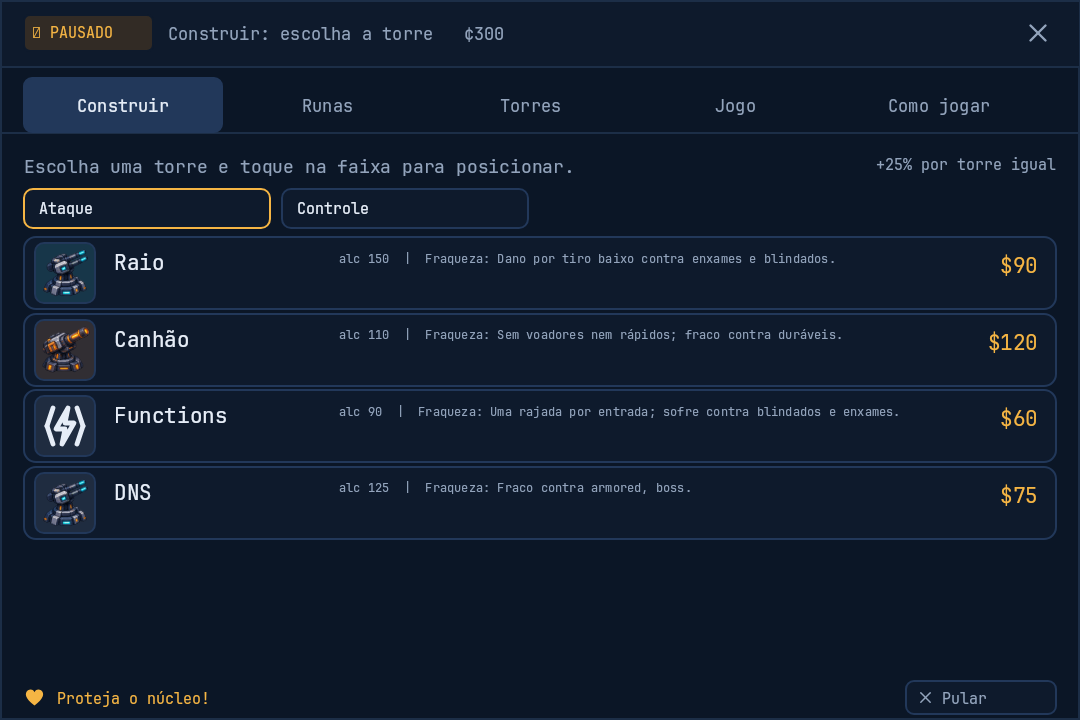 PAUSADO
Construir: escolha a torre $300
Construir Runas Torres Jogo Como jogar
Escolha uma torre e toque na faixa para posicionar. +25% por torre igual
Ataque Controle
Raio alc 150 | Fraqueza: Dano por tiro baixo contra enxames e blindados. $90
Canhão alc 110 | Fraqueza: Sem voadores nem rápidos; fraco contra duráveis. $120
Functions alc 90 | Fraqueza: Uma rajada por entrada; sofre contra blindados e enxames. $60
DNS alc 125 | Fraqueza: Fraco contra armored, boss. $75
Proteja o núcleo! Pular